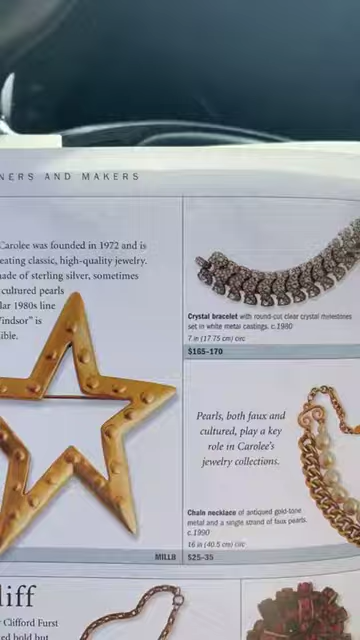 NERS AND MAKERS
Carolee was founded in 1972 and is
eating classic, high-quality jewelry.
ade of sterling silver, sometimes
cultured pearls
lar 1980s line
indsor" is
ible.
Crystal bracelet with round-cut clear crystal rhinestones
set in white metal castings. c.1980
7 in (17.75 cm) circ
$165–170
Pearls, both faux and
cultured, play a key
role in Carolee's
jewelry collections.
Chain necklace of antiqued gold-tone
metal and a single strand of faux pearls.
c.1990
16 in (40.5 cm) circ
MILLB $25–35
liff
Clifford Furst
ed bold but